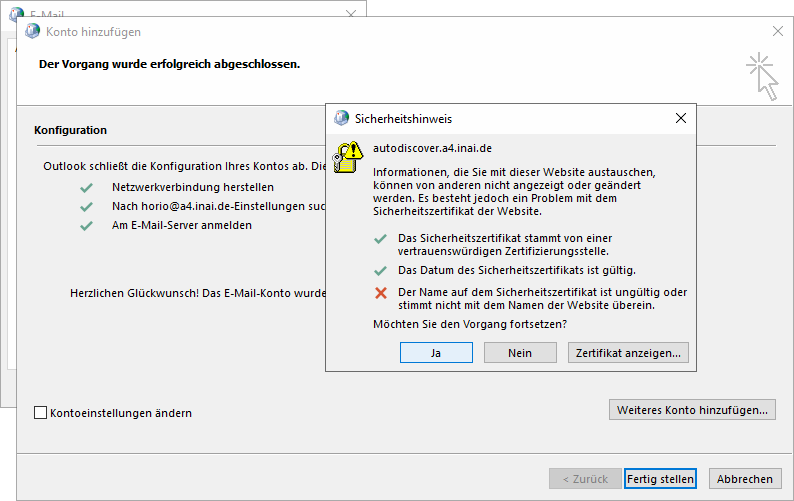 E-Mail
Konto hinzufügen
Der Vorgang wurde erfolgreich abgeschlossen.
Konfiguration
Outlook schließt die Konfiguration Ihres Kontos ab. Die
Netzwerkverbindung herstellen
Nach horio@a4.inai.de-Einstellungen suc
Am E-Mail-Server anmelden
Herzlichen Glückwunsch! Das E-Mail-Konto wurde
Sicherheitshinweis
autodiscover.a4.inai.de
Informationen, die Sie mit dieser Website austauschen,
können von anderen nicht angezeigt oder geändert
werden. Es besteht jedoch ein Problem mit dem
Sicherheitszertifikat der Website.
Das Sicherheitszertifikat stammt von einer
vertrauenswürdigen Zertifizierungsstelle.
Das Datum des Sicherheitszertifikats ist gültig.
Der Name auf dem Sicherheitszertifikat ist ungültig oder
stimmt nicht mit dem Namen der Website überein.
Möchten Sie den Vorgang fortsetzen?
Ja
Nein
Zertifikat anzeigen...
Kontoeinstellungen ändern
Weiteres Konto hinzufügen...
< Zurück
Fertig stellen
Abbrechen